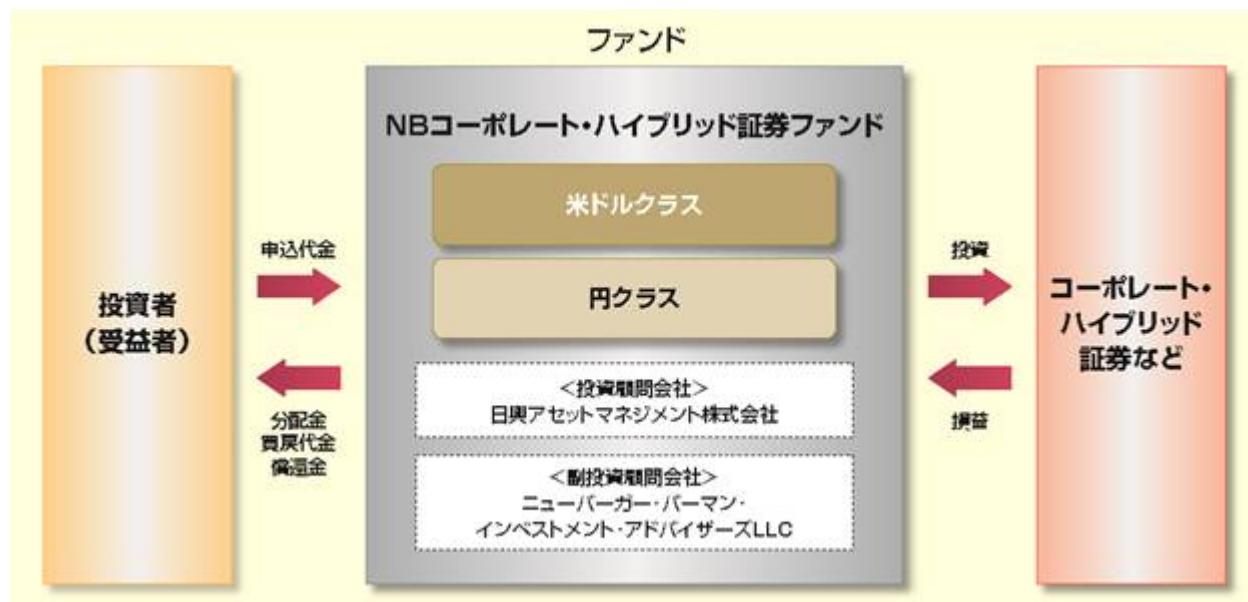 ファンド
投資者
（受益者）
申込代金
分配金
買戻代金
償還金
NBコーポレート・ハイブリッド証券ファンド
米ドルクラス
円クラス
＜投資顧問会社＞
日興アセットマネジメント株式会社
＜副投資顧問会社＞
ニューバーガー・バーマン・
インベストメント・アドバイザーズLLC
投資
損益
コーポレート・
ハイブリッド
証券など